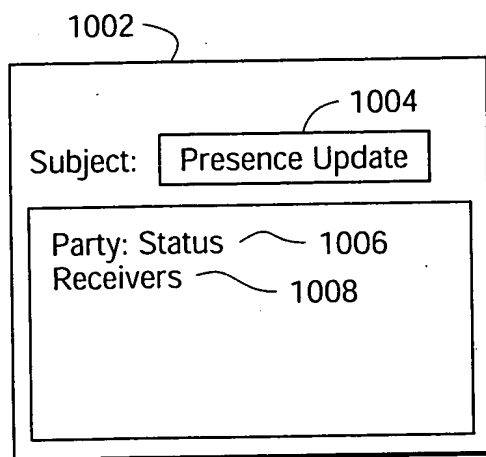 1002
1004
Subject: Presence Update
Party: Status 1006
Receivers 1008